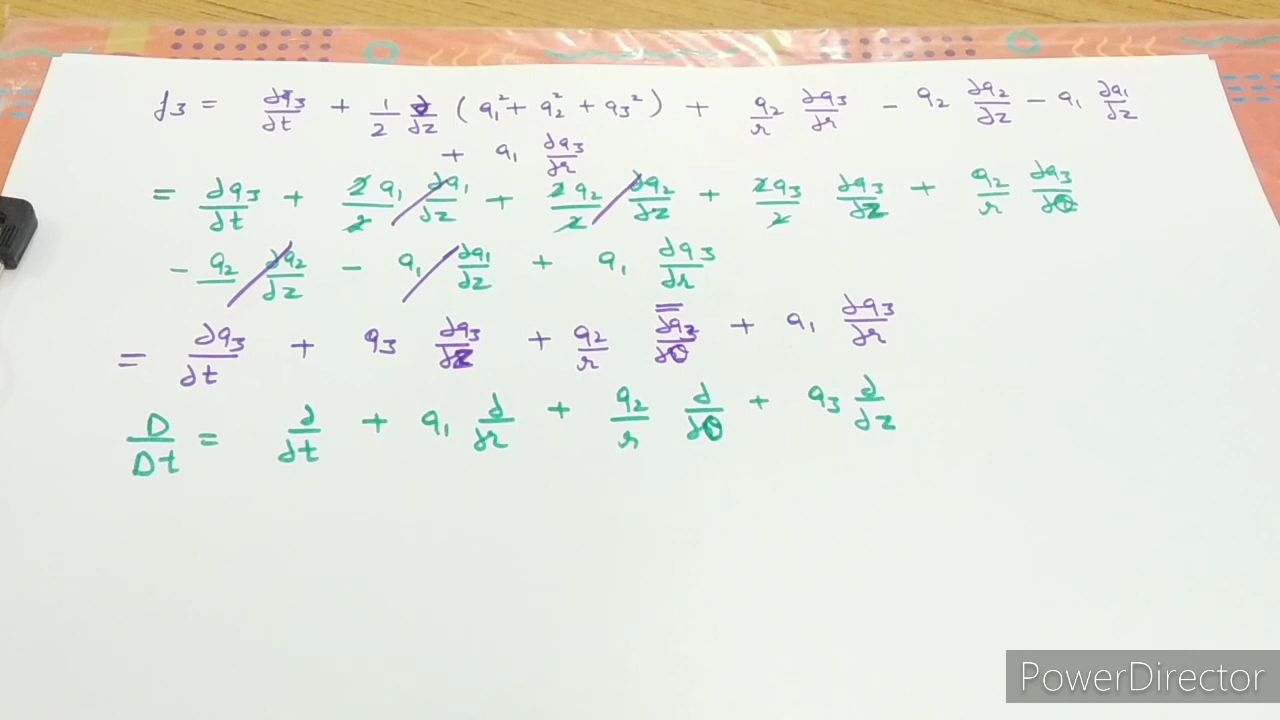 f3 = ∂q3/∂t + 1/2 ∂/∂z (q1² + q2² + q3²) + q2/r ∂q3/∂r - q2 ∂q2/∂z - q1 ∂q1/∂z
+ q1 ∂q3/∂r
= ∂q3/∂t + 2q1/2 ∂q1/∂z + 2q2/2 ∂q2/∂z + 2q3/2 ∂q3/∂z + q2/r ∂q3/∂θ
- q2 ∂q2/∂z - q1 ∂q1/∂z + q1 ∂q3/∂r
= ∂q3/∂t + q3 ∂q3/∂z + q2/r ∂q3/∂θ + q1 ∂q3/∂r
D/Dt = ∂/∂t + q1 ∂/∂r + q2/r ∂/∂θ + q3 ∂/∂z
PowerDirector